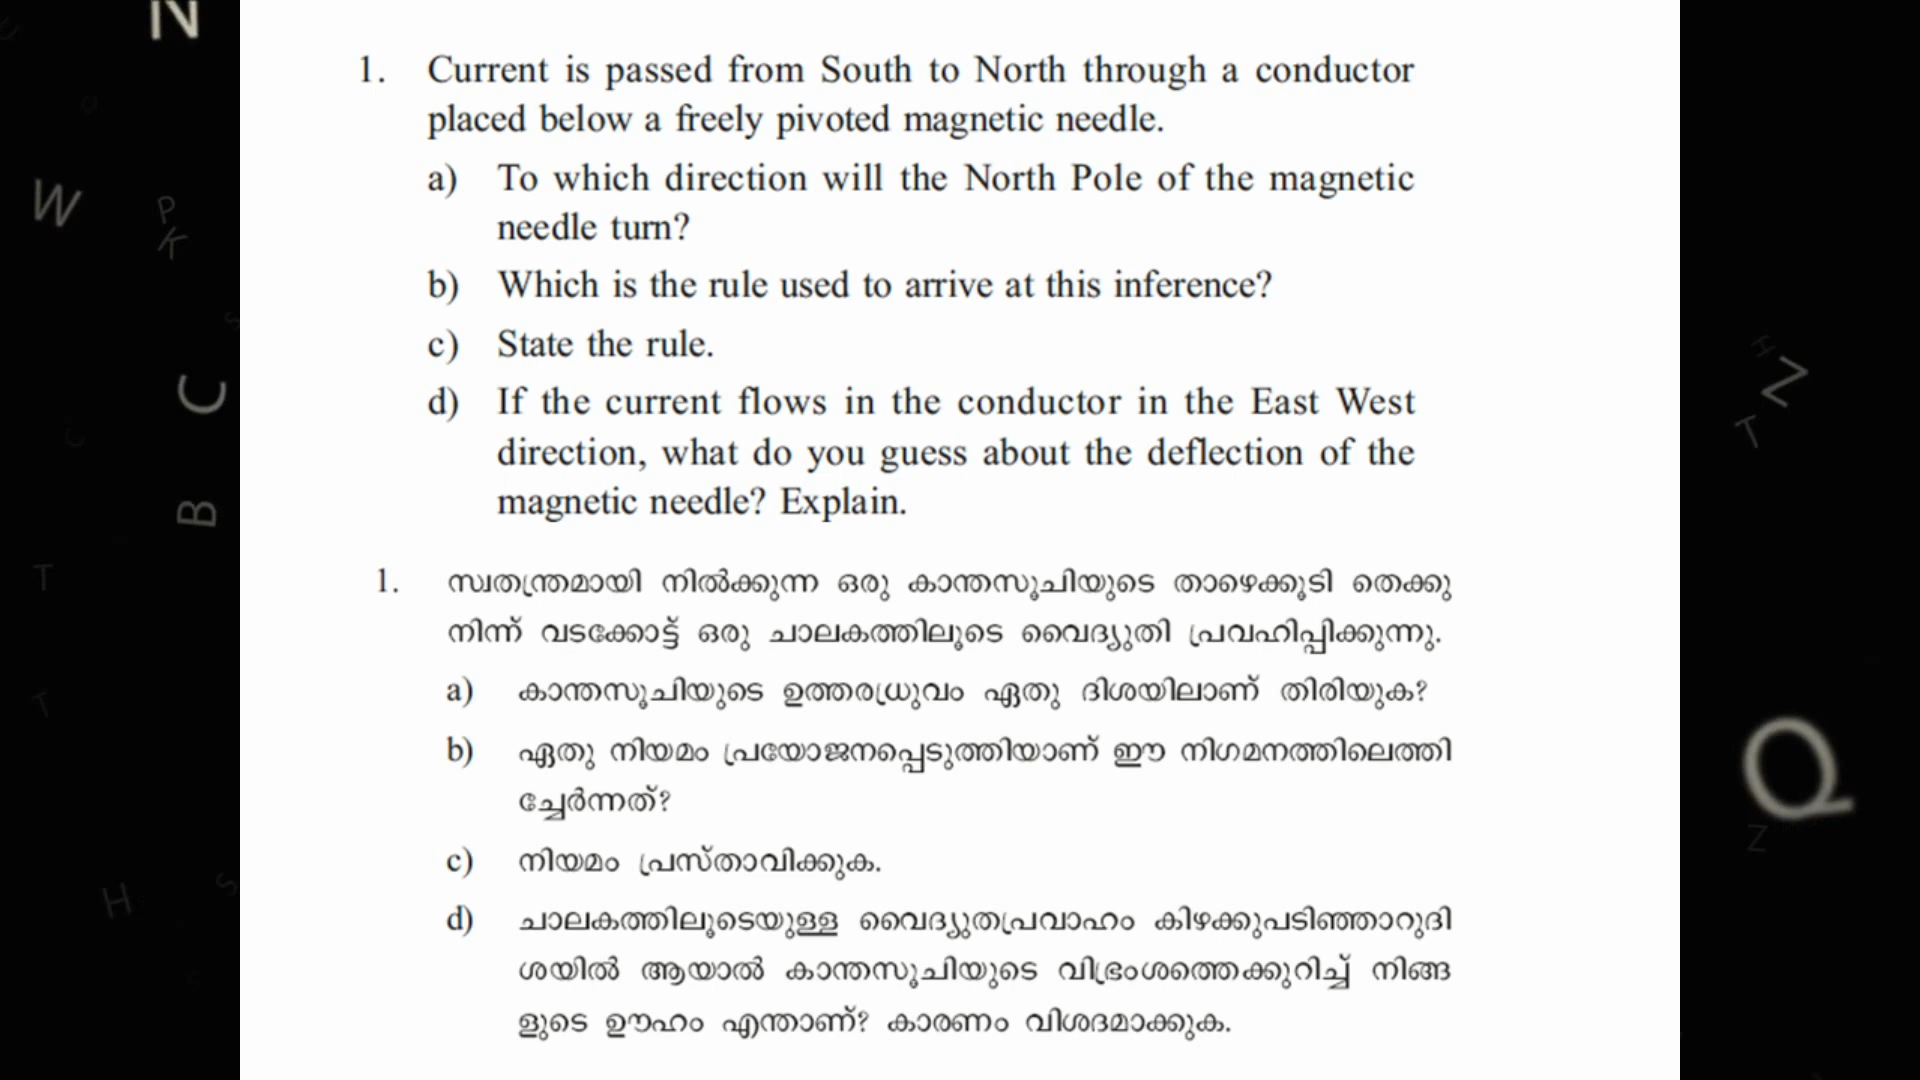 1. Current is passed from South to North through a conductor
placed below a freely pivoted magnetic needle.
a) To which direction will the North Pole of the magnetic
needle turn?
b) Which is the rule used to arrive at this inference?
c) State the rule.
d) If the current flows in the conductor in the East West
direction, what do you guess about the deflection of the
magnetic needle? Explain.
1. സ്വതന്ത്രമായി നിൽക്കുന്ന ഒരു കാന്തസൂചിയുടെ താഴെക്കൂടി തെക്കു
നിന്ന് വടക്കോട്ട് ഒരു ചാലകത്തിലൂടെ വൈദ്യുതി പ്രവഹിപ്പിക്കുന്നു.
a) കാന്തസൂചിയുടെ ഉത്തരധ്രുവം ഏതു ദിശയിലാണ് തിരിയുക?
b) ഏതു നിയമം പ്രയോജനപ്പെടുത്തിയാണ് ഈ നിഗമനത്തിലെത്തി
ച്ചേർന്നത്?
c) നിയമം പ്രസ്താവിക്കുക.
d) ചാലകത്തിലൂടെയുള്ള വൈദ്യുതപ്രവാഹം കിഴക്കുപടിഞ്ഞാറുദി
ശയിൽ ആയാൽ കാന്തസൂചിയുടെ വിഭ്രംശത്തെക്കുറിച്ച് നിങ്ങ
ളുടെ ഊഹം എന്താണ്? കാരണം വിശദമാക്കുക.
N
W
P
K
C
B
T
T
H
S
Z
T
Q
Z